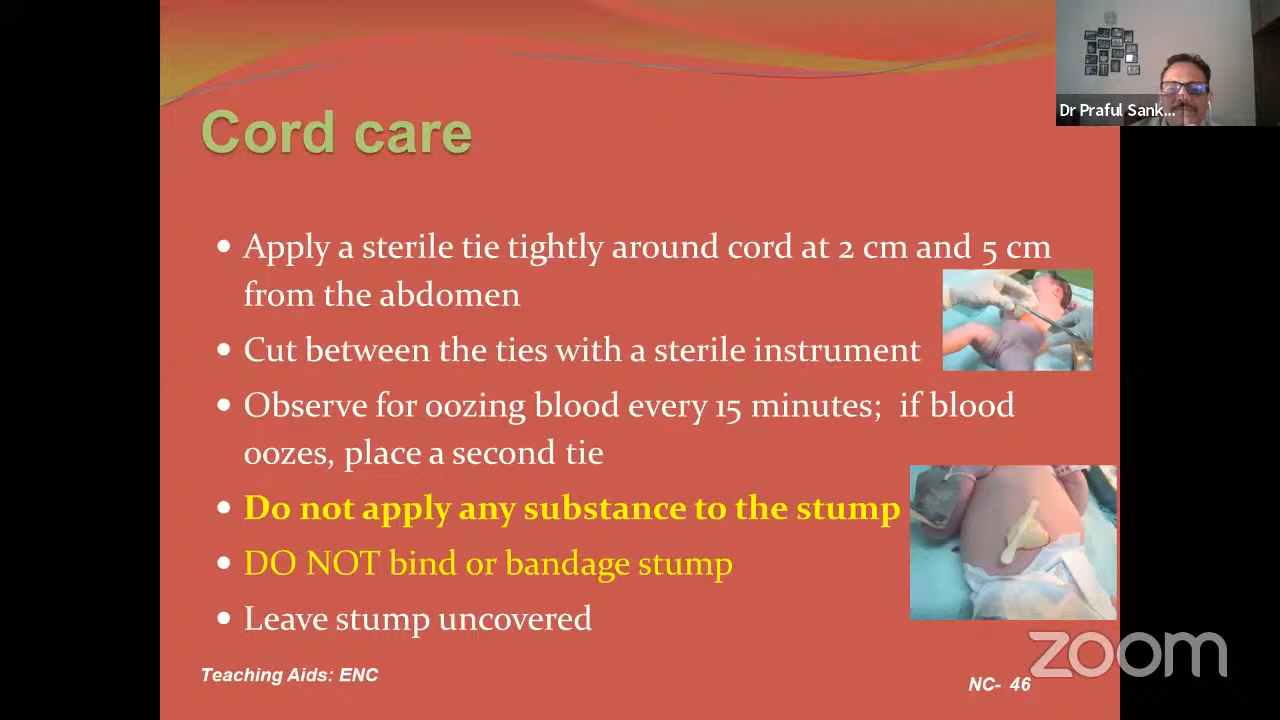 Dr Praful Sank...
Cord care
• Apply a sterile tie tightly around cord at 2 cm and 5 cm
from the abdomen
• Cut between the ties with a sterile instrument
• Observe for oozing blood every 15 minutes;  if blood
oozes, place a second tie
• Do not apply any substance to the stump
• DO NOT bind or bandage stump
• Leave stump uncovered
Teaching Aids: ENC
NC- 46
zoom